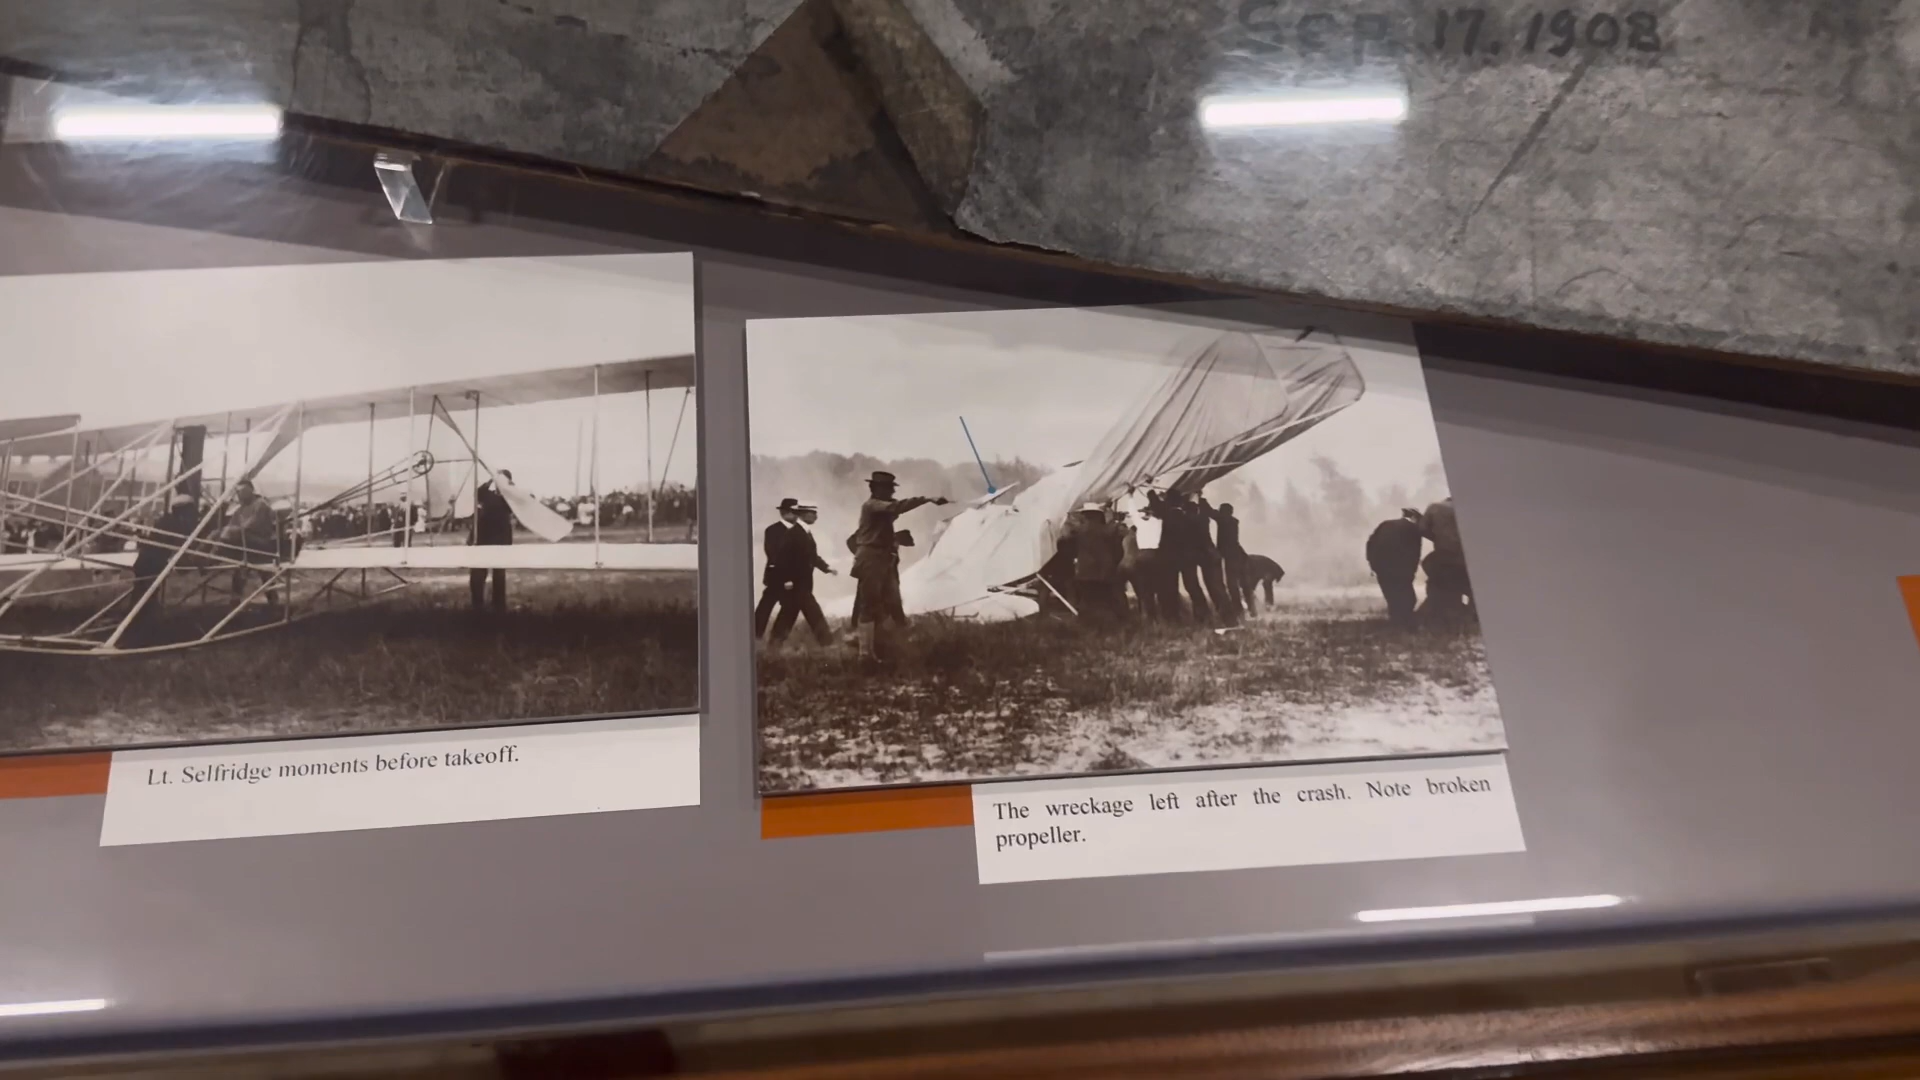 Sep. 17. 1908
Lt. Selfridge moments before takeoff.
The wreckage left after the crash. Note broken
propeller.